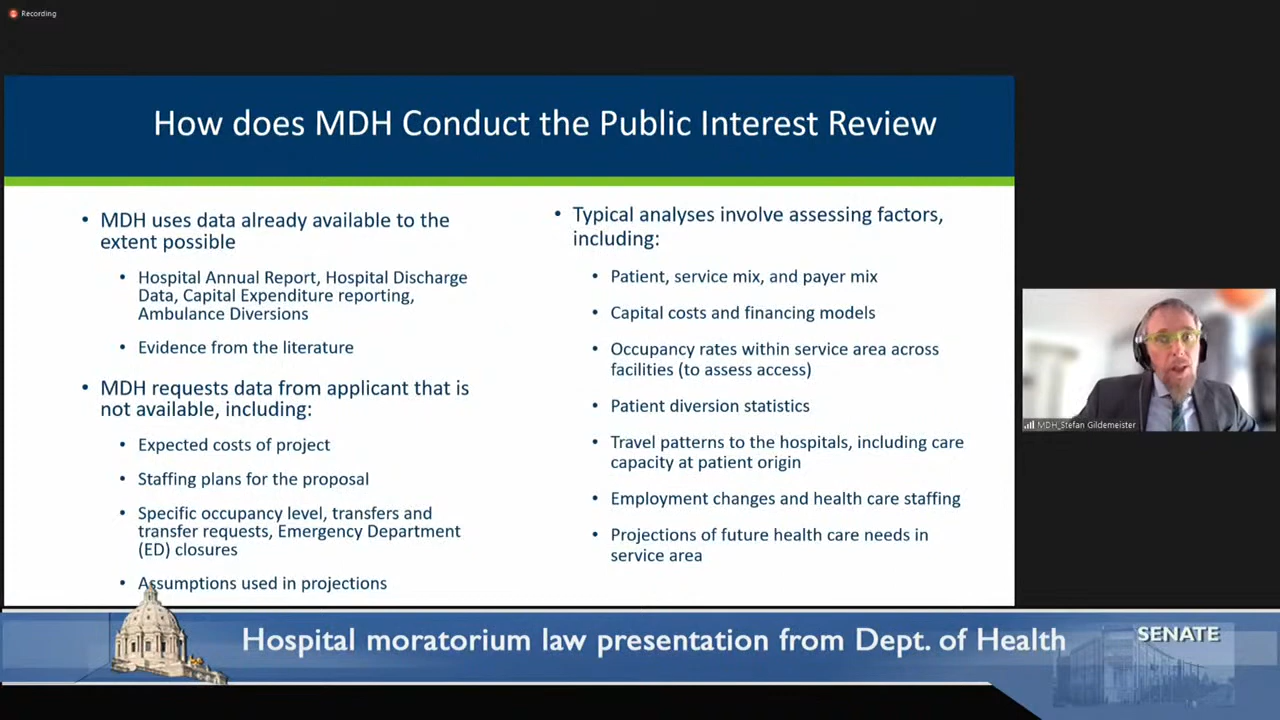 Recording
How does MDH Conduct the Public Interest Review
• MDH uses data already available to the
extent possible
• Hospital Annual Report, Hospital Discharge
Data, Capital Expenditure reporting,
Ambulance Diversions
• Evidence from the literature
• MDH requests data from applicant that is
not available, including:
• Expected costs of project
• Staffing plans for the proposal
• Specific occupancy level, transfers and
transfer requests, Emergency Department
(ED) closures
• Assumptions used in projections
• Typical analyses involve assessing factors,
including:
• Patient, service mix, and payer mix
• Capital costs and financing models
• Occupancy rates within service area across
facilities (to assess access)
• Patient diversion statistics
• Travel patterns to the hospitals, including care
capacity at patient origin
• Employment changes and health care staffing
• Projections of future health care needs in
service area
MDH_Stefan Gildemeister
Hospital moratorium law presentation from Dept. of Health
SENATE